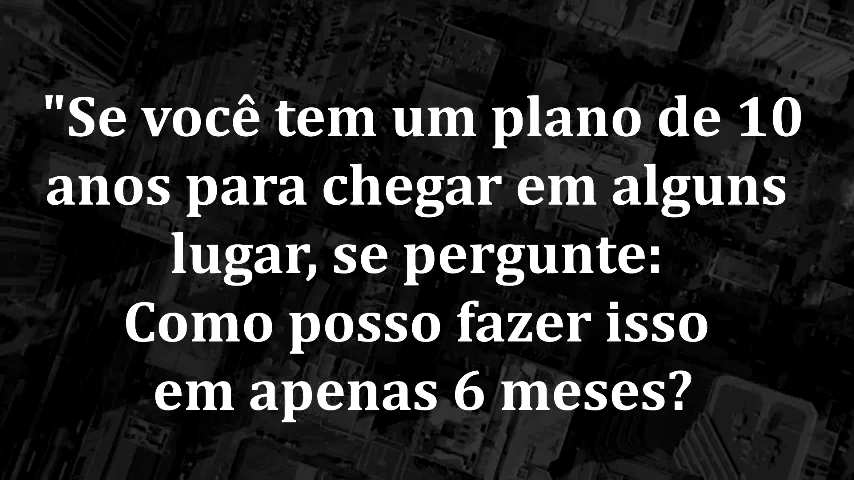 "Se você tem um plano de 10
anos para chegar em alguns
lugar, se pergunte:
Como posso fazer isso
em apenas 6 meses?